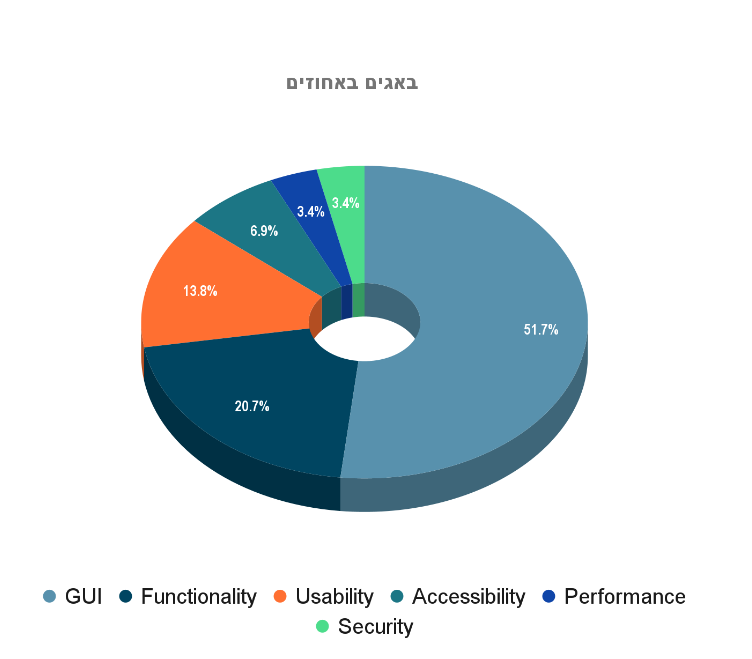 באגים באחוזים
3.4%
3.4%
6.9%
13.8%
51.7%
20.7%
GUI
Functionality
Usability
Accessibility
Performance
Security